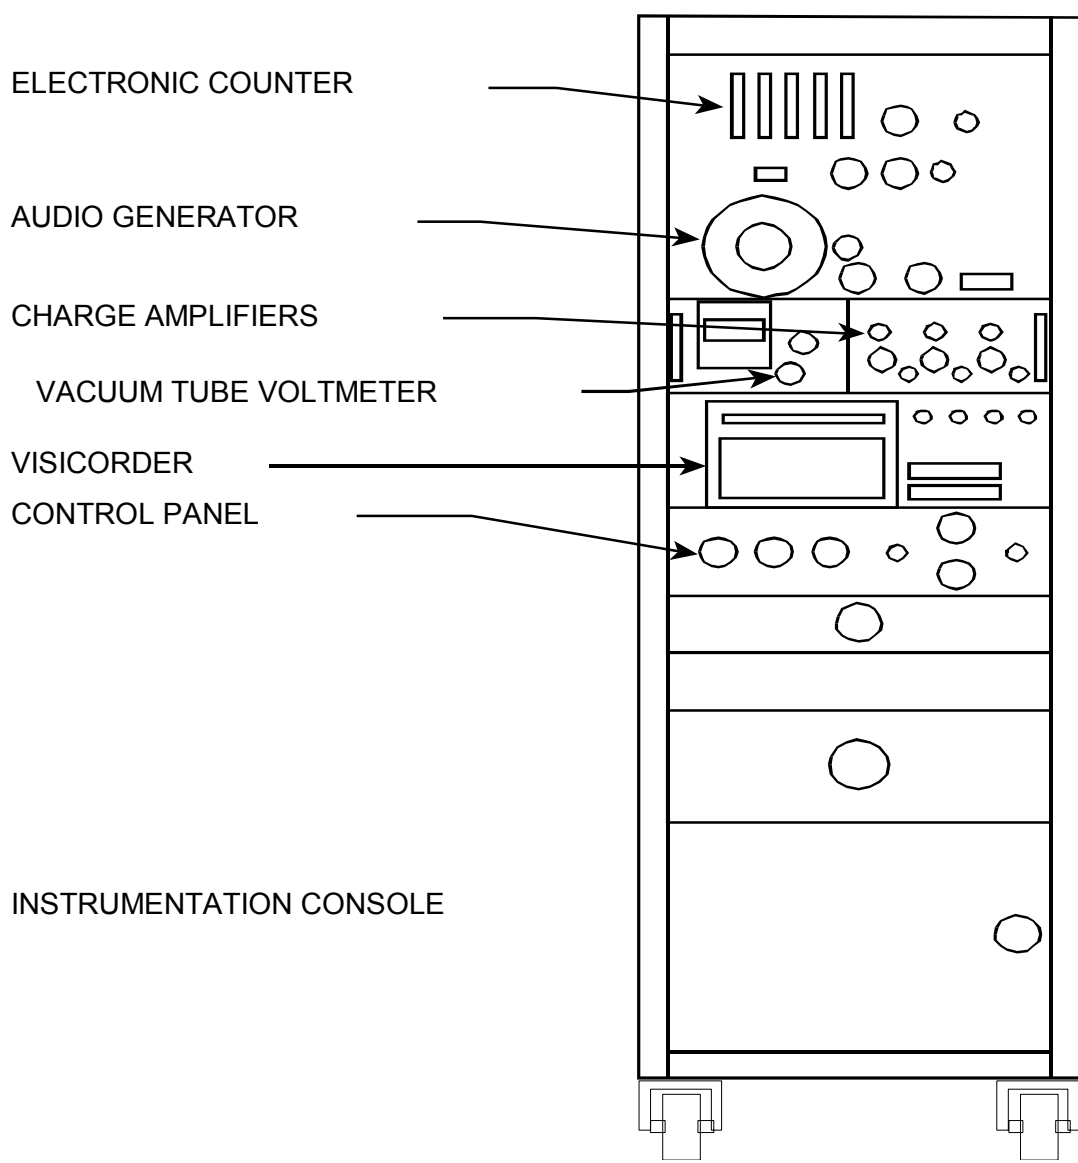 ELECTRONIC COUNTER
AUDIO GENERATOR
CHARGE AMPLIFIERS
VACUUM TUBE VOLTMETER
VISICORDER
CONTROL PANEL
INSTRUMENTATION CONSOLE